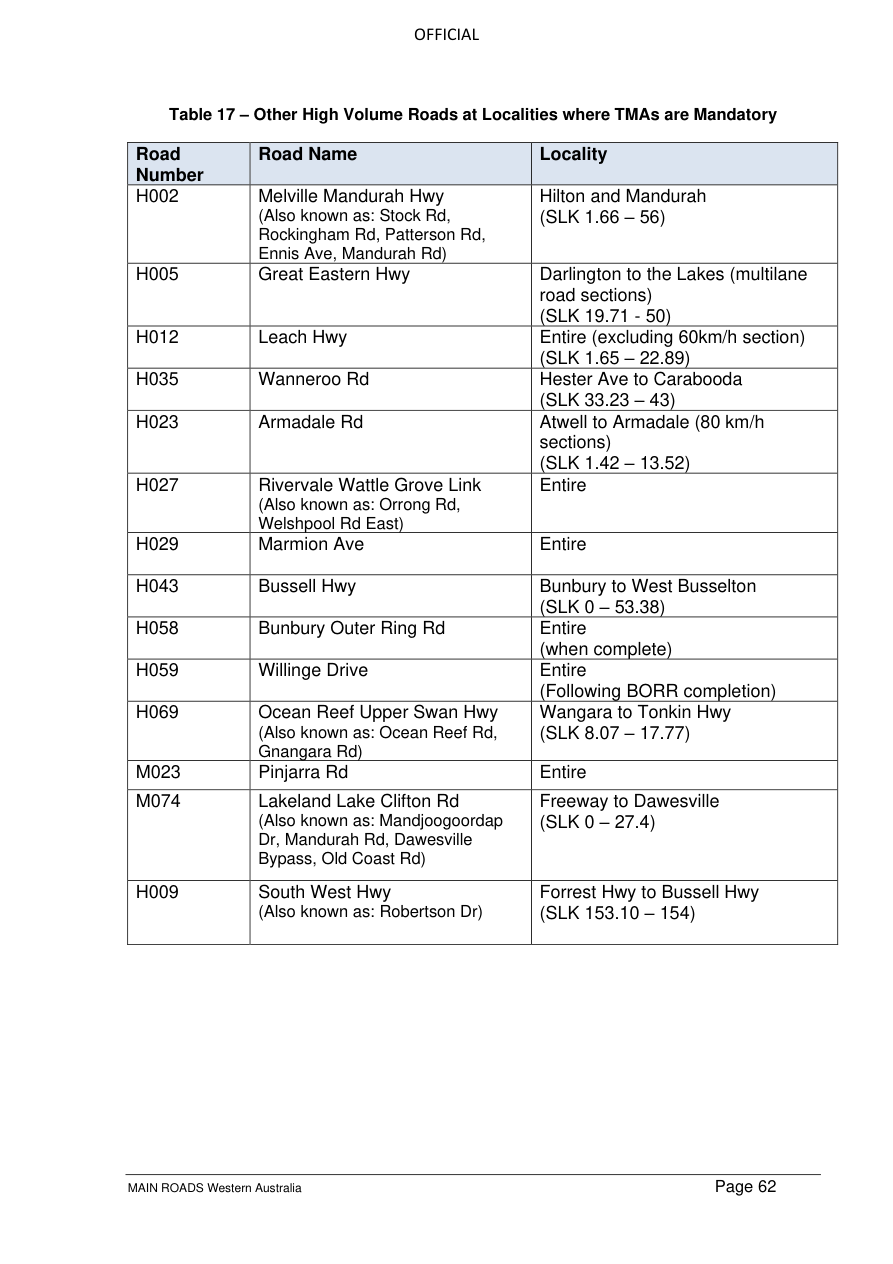 OFFICIAL
Table 17 – Other High Volume Roads at Localities where TMAs are Mandatory
Road
Number
Road Name
Locality
H002
Melville Mandurah Hwy
(Also known as: Stock Rd,
Rockingham Rd, Patterson Rd,
Ennis Ave, Mandurah Rd)
Hilton and Mandurah
(SLK 1.66 – 56)
H005
Great Eastern Hwy
Darlington to the Lakes (multilane
road sections)
(SLK 19.71 - 50)
H012
Leach Hwy
Entire (excluding 60km/h section)
(SLK 1.65 – 22.89)
H035
Wanneroo Rd
Hester Ave to Carabooda
(SLK 33.23 – 43)
H023
Armadale Rd
Atwell to Armadale (80 km/h
sections)
(SLK 1.42 – 13.52)
H027
Rivervale Wattle Grove Link
(Also known as: Orrong Rd,
Welshpool Rd East)
Entire
H029
Marmion Ave
Entire
H043
Bussell Hwy
Bunbury to West Busselton
(SLK 0 – 53.38)
H058
Bunbury Outer Ring Rd
Entire
(when complete)
H059
Willinge Drive
Entire
(Following BORR completion)
H069
Ocean Reef Upper Swan Hwy
(Also known as: Ocean Reef Rd,
Gnangara Rd)
Wangara to Tonkin Hwy
(SLK 8.07 – 17.77)
M023
Pinjarra Rd
Entire
M074
Lakeland Lake Clifton Rd
(Also known as: Mandjoogoordap
Dr, Mandurah Rd, Dawesville
Bypass, Old Coast Rd)
Freeway to Dawesville
(SLK 0 – 27.4)
H009
South West Hwy
(Also known as: Robertson Dr)
Forrest Hwy to Bussell Hwy
(SLK 153.10 – 154)
MAIN ROADS Western Australia
Page 62